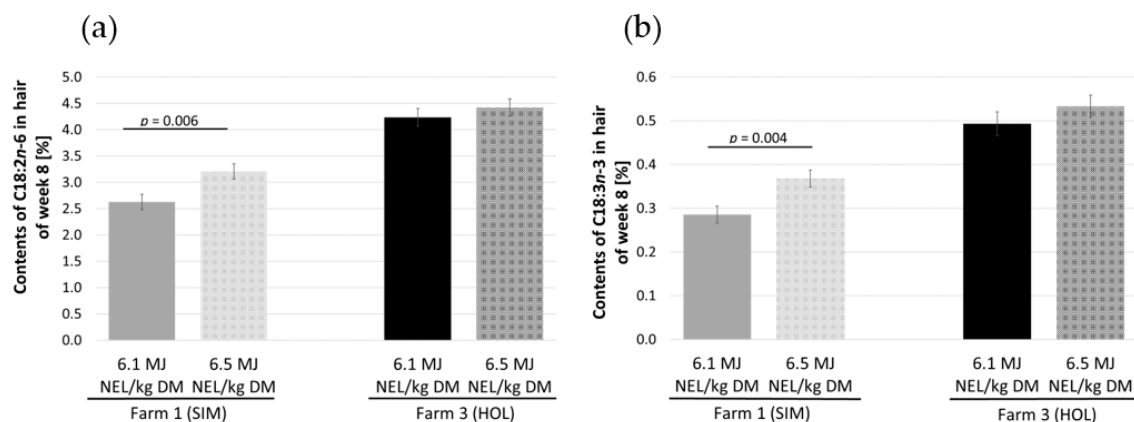 (a)
Contents of C18:2n-6 in hair
of week 8 [%]
5.0
4.5
4.0
3.5
3.0
2.5
2.0
1.5
1.0
0.5
0.0
p = 0.006
6.1 MJ
NEL/kg DM
6.5 MJ
NEL/kg DM
6.1 MJ
NEL/kg DM
6.5 MJ
NEL/kg DM
Farm 1 (SIM)
Farm 3 (HOL)
(b)
Contents of C18:3n-3 in hair
of week 8 [%]
0.6
0.5
0.4
0.3
0.2
0.1
0.0
p = 0.004
6.1 MJ
NEL/kg DM
6.5 MJ
NEL/kg DM
6.1 MJ
NEL/kg DM
6.5 MJ
NEL/kg DM
Farm 1 (SIM)
Farm 3 (HOL)